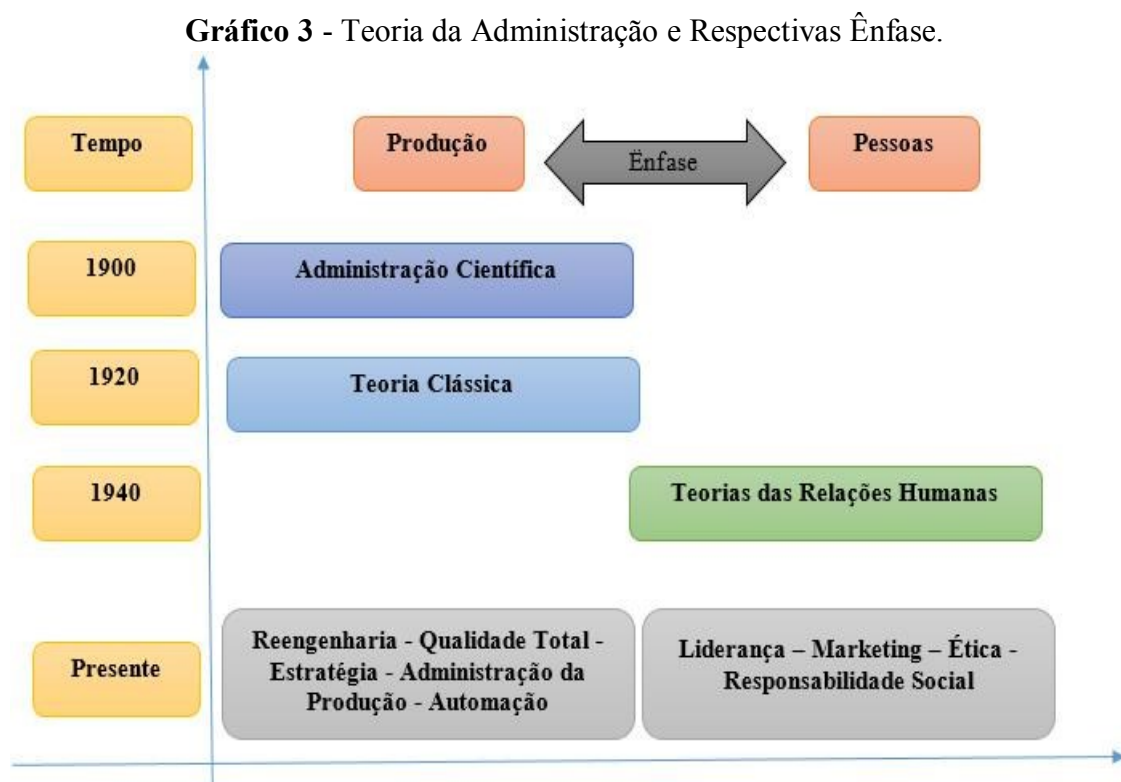 Gráfico 3 - Teoria da Administração e Respectivas Ênfase.
Tempo
Produção
Ënfase
Pessoas
1900
Administração Científica
1920
Teoria Clássica
1940
Teorias das Relações Humanas
Presente
Reengenharia - Qualidade Total -
Estratégia - Administração da
Produção - Automação
Liderança – Marketing – Ética -
Responsabilidade Social